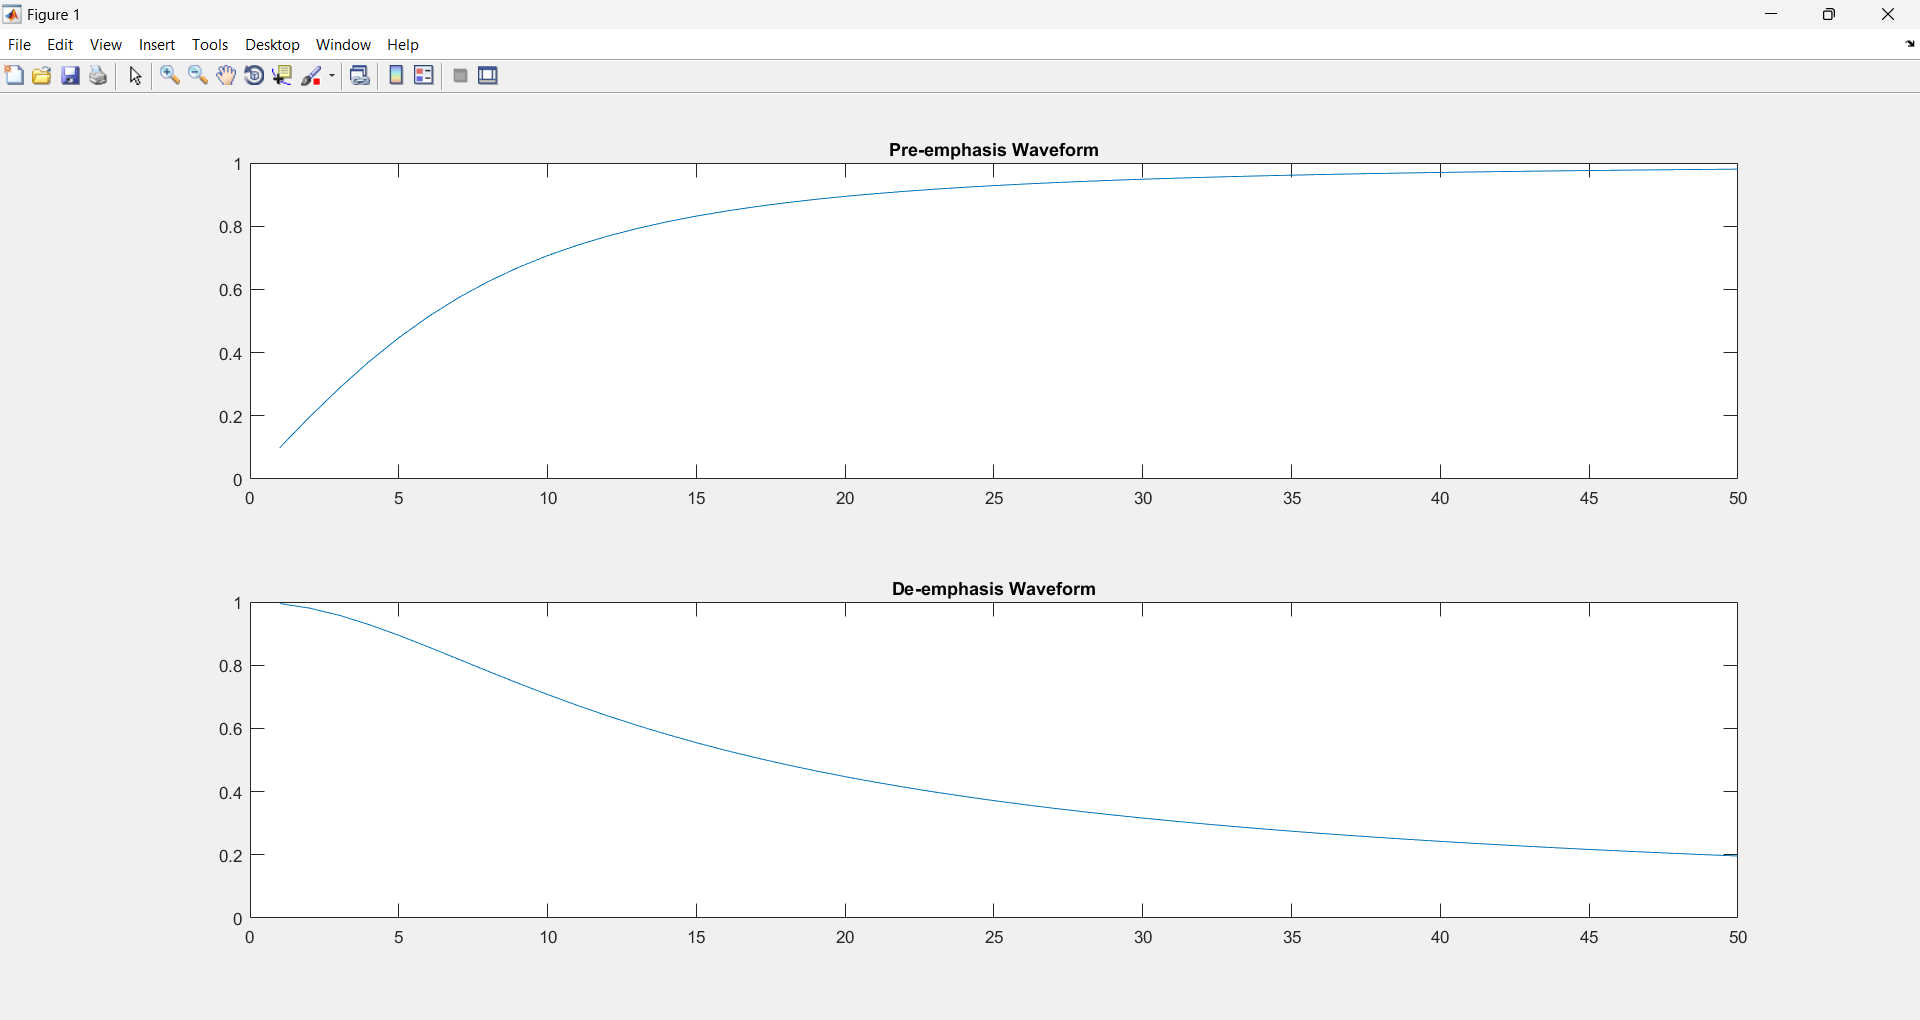 Figure 1
File Edit View Insert Tools Desktop Window Help
Pre-emphasis Waveform
1
0.8
0.6
0.4
0.2
0
0 5 10 15 20 25 30 35 40 45 50
De-emphasis Waveform
1
0.8
0.6
0.4
0.2
0
0 5 10 15 20 25 30 35 40 45 50